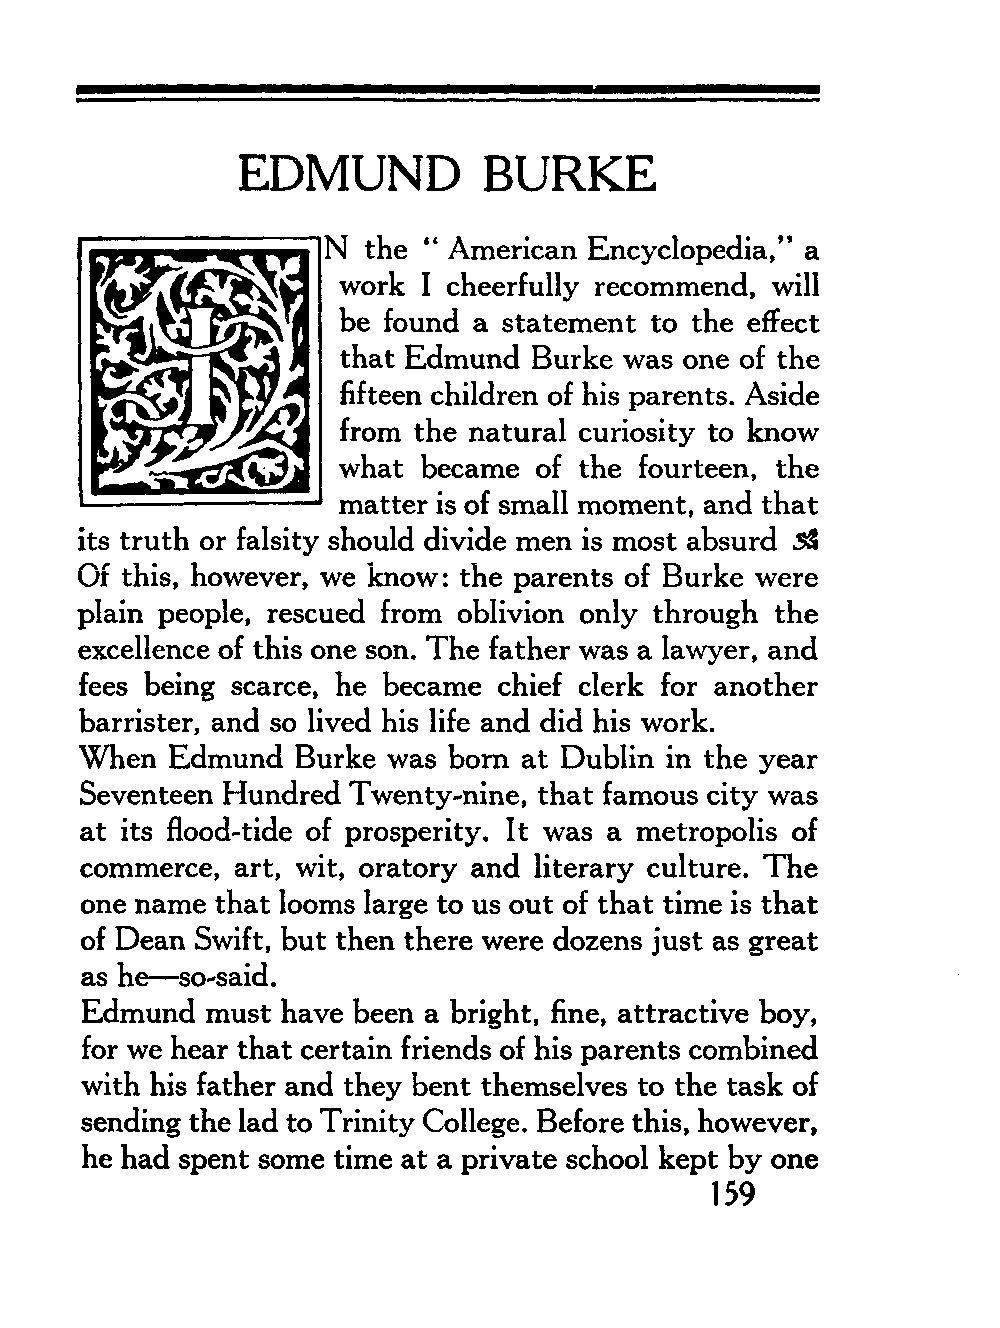 EDMUND BURKE
IN the “ American Encyclopedia,” a
work I cheerfully recommend, will
be found a statement to the effect
that Edmund Burke was one of the
fifteen children of his parents. Aside
from the natural curiosity to know
what became of the fourteen, the
matter is of small moment, and that
its truth or falsity should divide men is most absurd
Of this, however, we know: the parents of Burke were
plain people, rescued from oblivion only through the
excellence of this one son. The father was a lawyer, and
fees being scarce, he became chief clerk for another
barrister, and so lived his life and did his work.
When Edmund Burke was born at Dublin in the year
Seventeen Hundred Twenty-nine, that famous city was
at its flood-tide of prosperity. It was a metropolis of
commerce, art, wit, oratory and literary culture. The
one name that looms large to us out of that time is that
of Dean Swift, but then there were dozens just as great
as he—so-said.
Edmund must have been a bright, fine, attractive boy,
for we hear that certain friends of his parents combined
with his father and they bent themselves to the task of
sending the lad to Trinity College. Before this, however,
he had spent some time at a private school kept by one
159